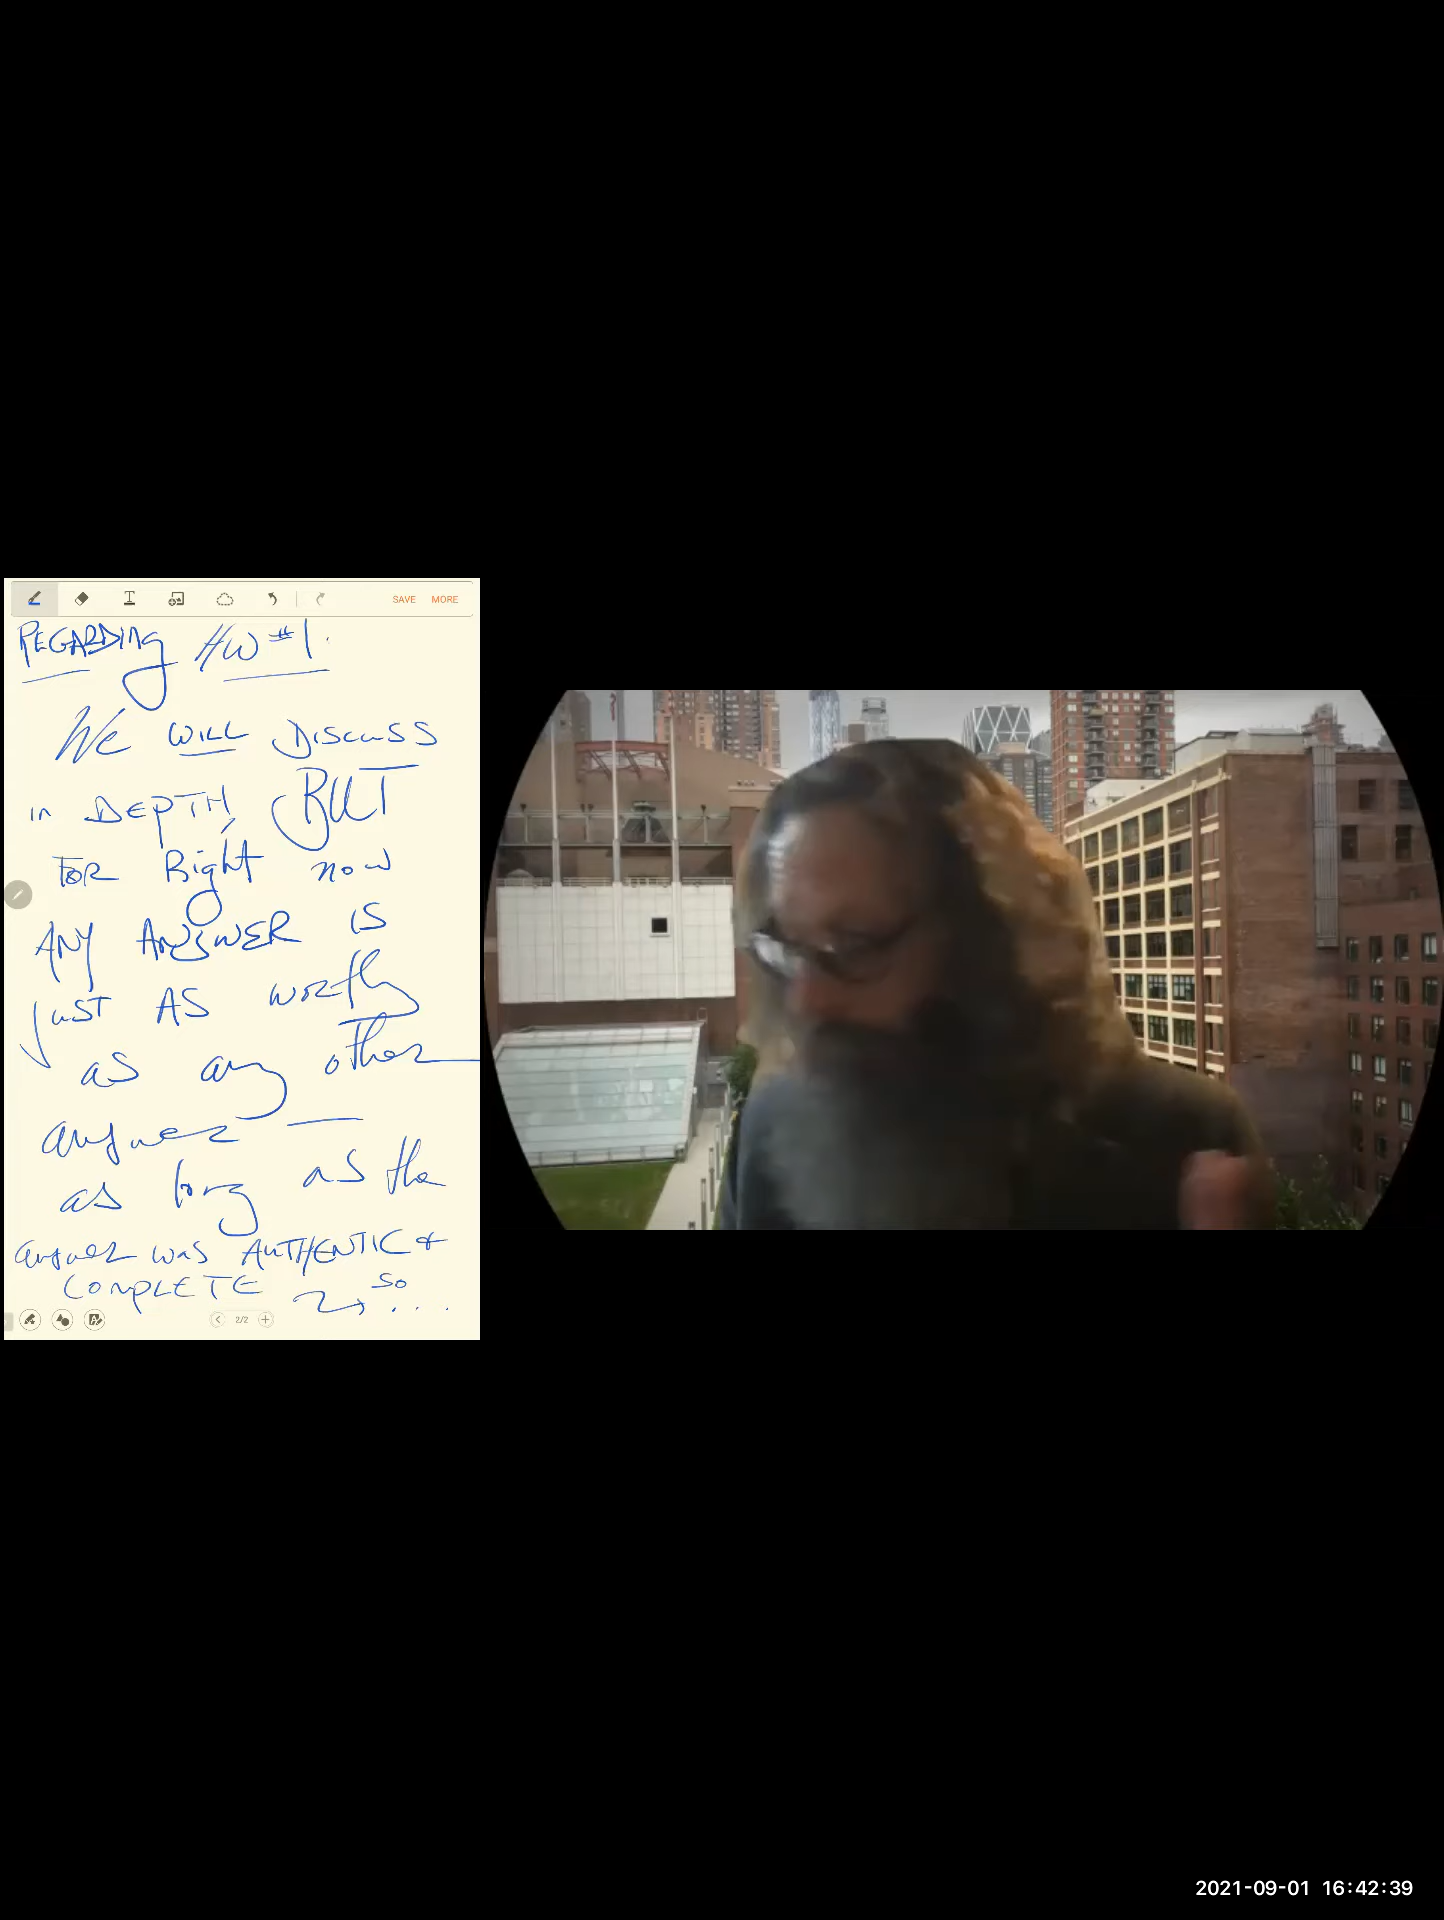 SAVE MORE
REGARDING HW #1.
We WILL DISCUSS
in DEPTH, BUT
FOR Right now
ANY ANSWER IS
JUST AS worthy
as any other
answer —
as long as the
answer was AUTHENTIC &
COMPLETE so
...
2/2
2021-09-01 16:42:39